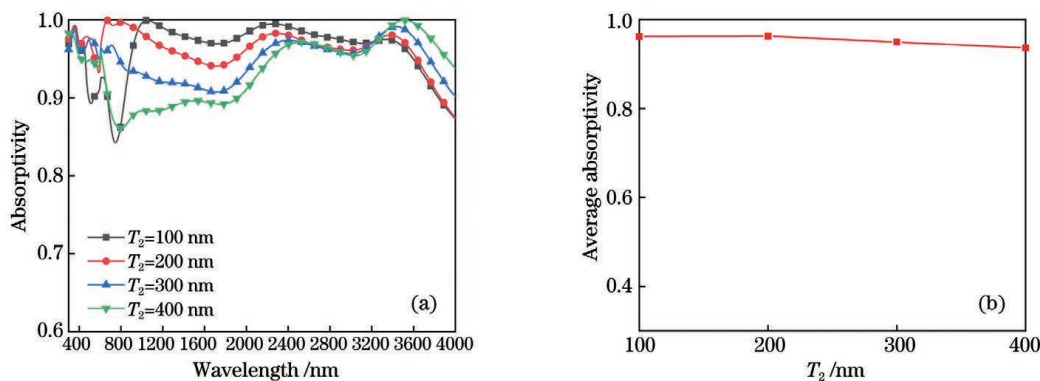 1.0
0.9
0.8
0.7
0.6
Absorptivity
T₂=100 nm
T₂=200 nm
T₂=300 nm
T₂=400 nm
(a)
400 800 1200 1600 2000 2400 2800 3200 3600 4000
Wavelength /nm
1.0
0.8
0.6
0.4
Average absorptivity
(b)
100 200 300 400
T₂ /nm